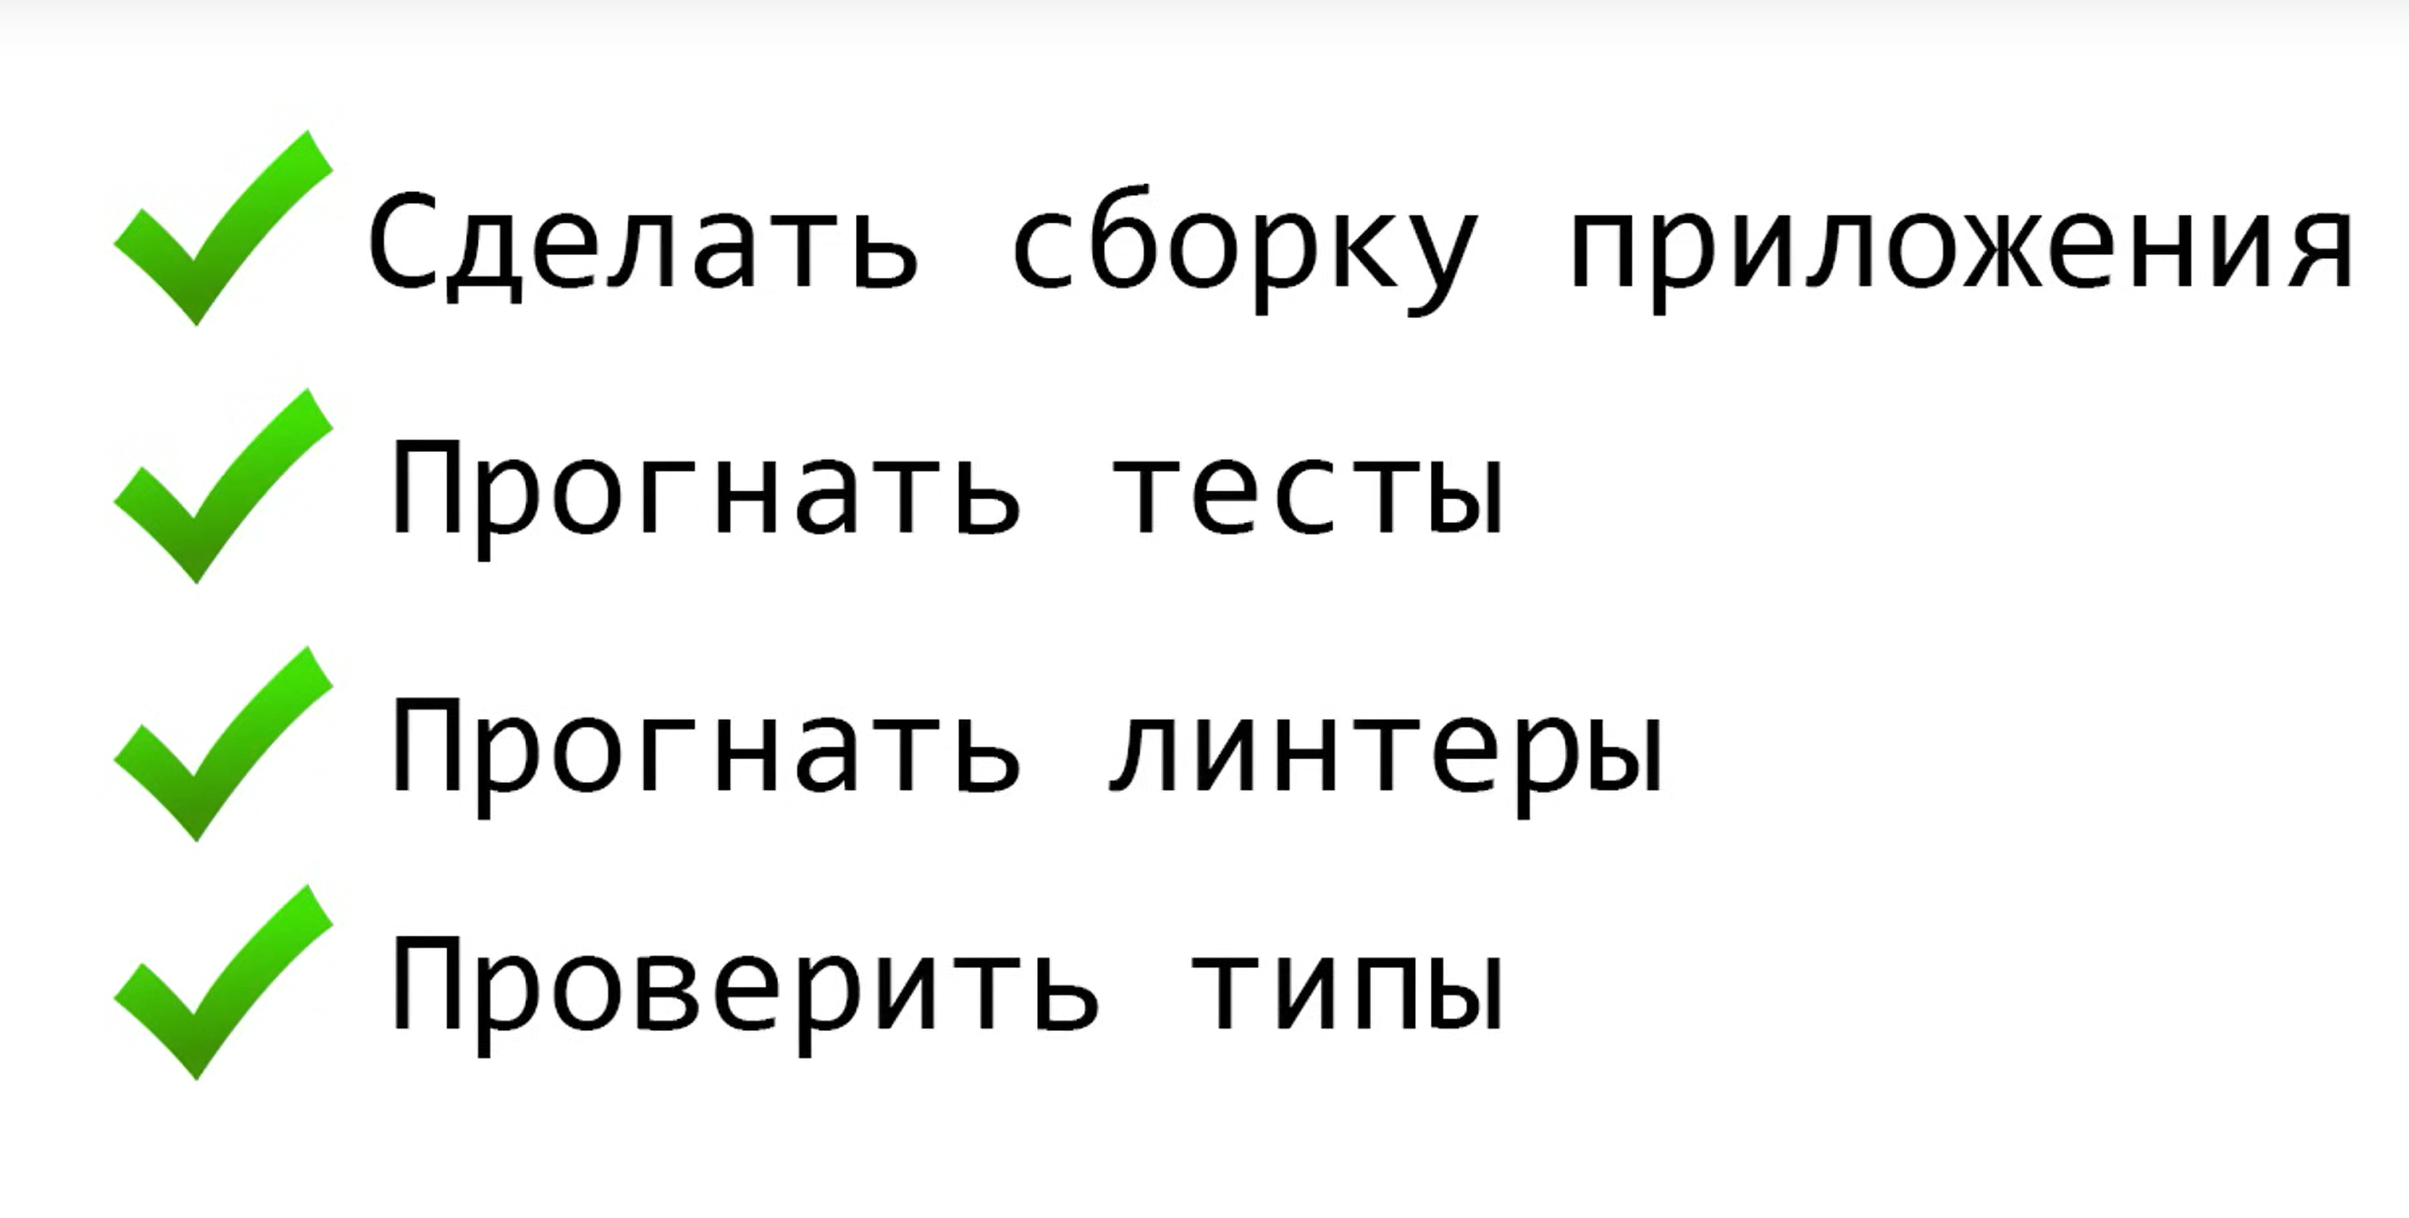 Сделать сборку приложения
Прогнать тесты
Прогнать линтеры
Проверить типы